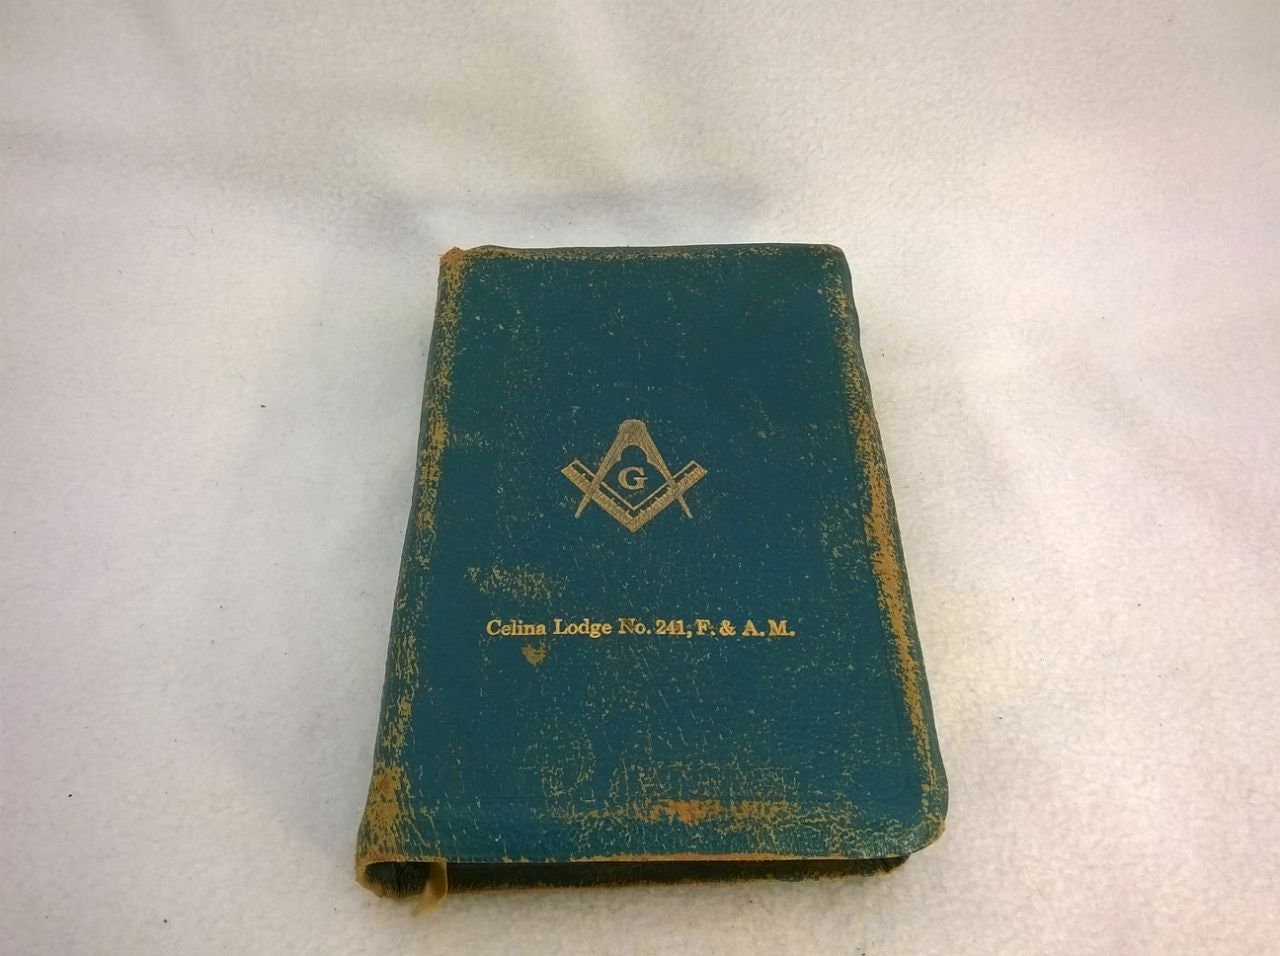 G
Celina Lodge No. 241, F. & A. M.